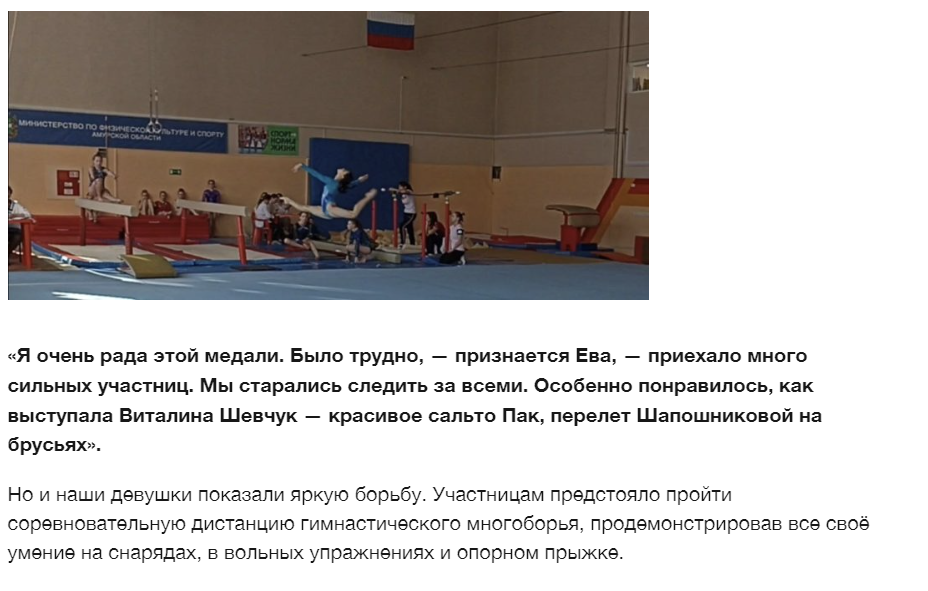 МИНИСТЕРСТВО ПО ФИЗИЧЕСКОЙ КУЛЬТУРЕ И СПОРТУ
АМУРСКОЙ ОБЛАСТИ
СПОРТ
НОРМА
ЖИЗНИ
«Я очень рада этой медали. Было трудно, — признается Ева, — приехало много
сильных участниц. Мы старались следить за всеми. Особенно понравилось, как
выступала Виталина Шевчук — красивое сальто Пак, перелет Шапошниковой на
брусьях».
Но и наши девушки показали яркую борьбу. Участницам предстояло пройти
соревновательную дистанцию гимнастического многоборья, продемонстрировав все своё
умение на снарядах, в вольных упражнениях и опорном прыжке.